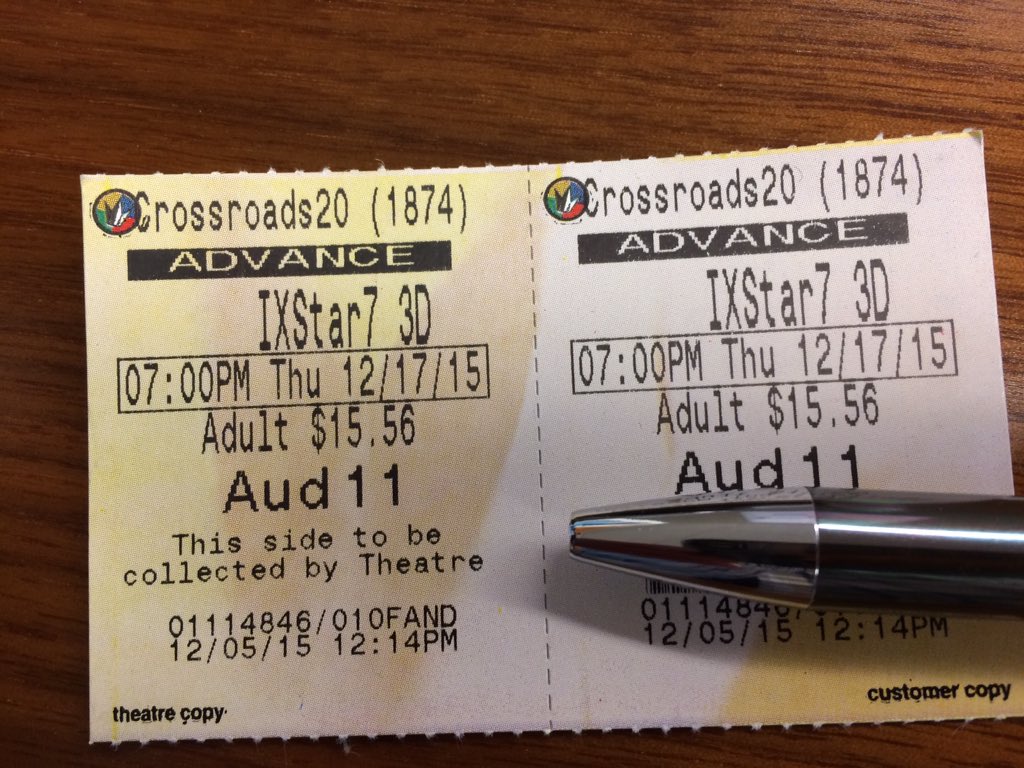 Crossroads20 (1874)
ADVANCE
IXStar7 3D
07:00PM Thu 12/17/15
Adult $15.56
Aud 11
This side to be
collected by Theatre
01114846/010FAND
12/05/15 12:14PM
theatre copy
Crossroads20 (1874)
ADVANCE
IXStar7 3D
07:00PM Thu 12/17/15
Adult $15.56
Aud 11
01114846/
12/05/15 12:14PM
customer copy